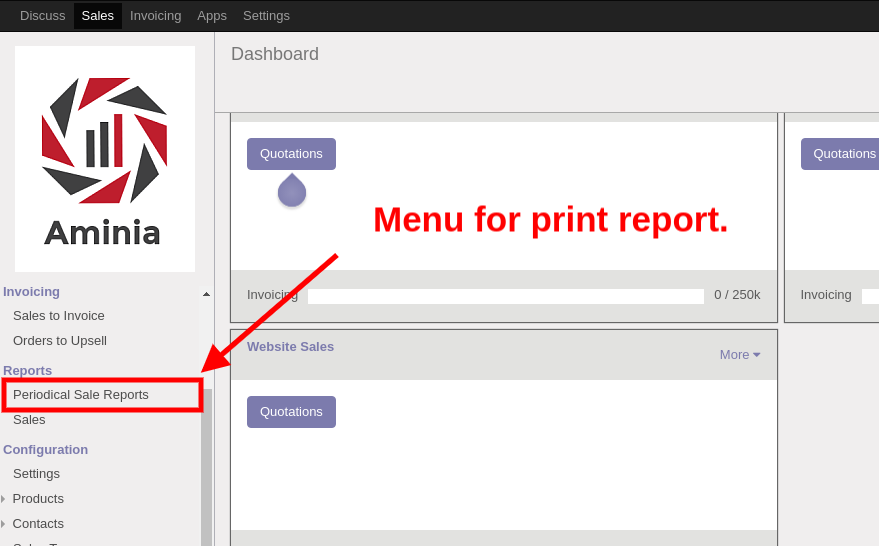 Discuss Sales Invoicing Apps Settings
Dashboard
Aminia
Invoicing
Sales to Invoice
Orders to Upsell
Reports
Periodical Sale Reports
Sales
Configuration
Settings
Products
Contacts
Quotations
Menu for print report.
Invoicing 0 / 250k
Website Sales
More
Quotations
Quotations
Invoicing